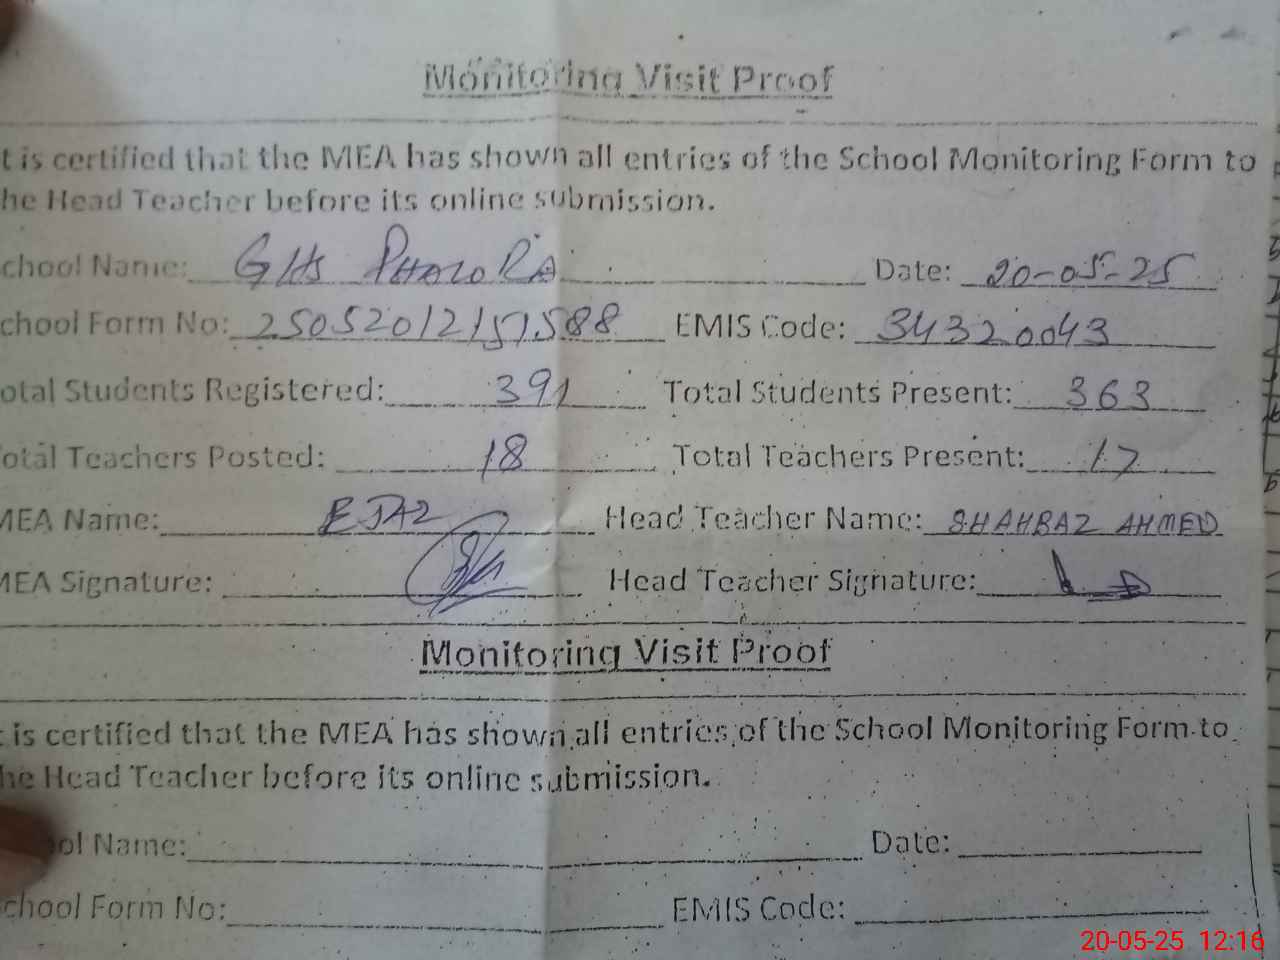 Monitoring Visit Proof
t is certified that the MEA has shown all entries of the School Monitoring Form to
he Head Teacher before its online submission.
chool Name: GHS PHALORA Date: 20-05-25
chool Form No: 25052012151588 EMIS Code: 34320043
otal Students Registered: 391 Total Students Present: 363
otal Teachers Posted: 18 Total Teachers Present: 17
MEA Name: EJAZ Head Teacher Name: SHAHBAZ AHMED
MEA Signature: Head Teacher Signature:
Monitoring Visit Proof
t is certified that the MEA has shown all entries of the School Monitoring Form to
he Head Teacher before its online submission.
ool Name: Date:
chool Form No: EMIS Code:
20-05-25 12:16